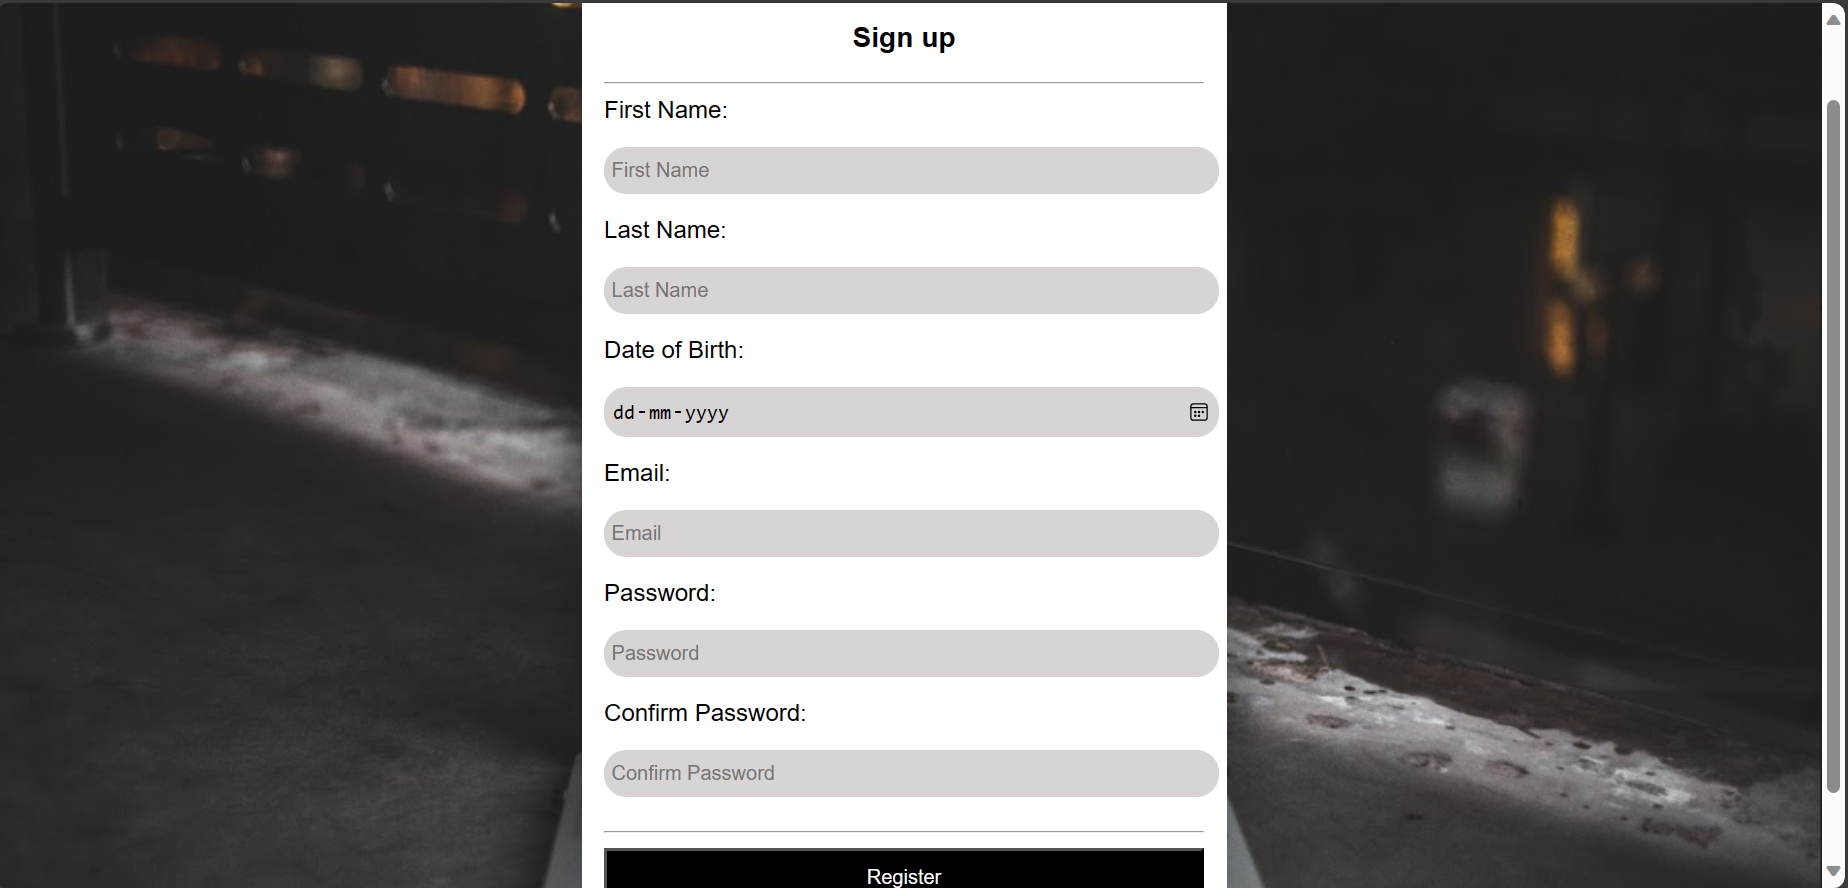 Sign up
First Name:
First Name
Last Name:
Last Name
Date of Birth:
dd-mm-yyyy
Email:
Email
Password:
Password
Confirm Password:
Confirm Password
Register